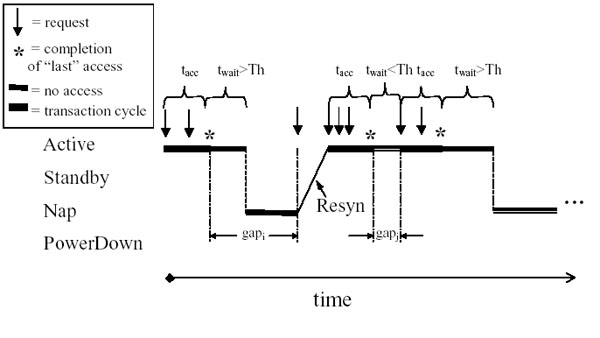 = request
* = completion
of "last" access
= no access
= transaction cycle
tacc twait>Th tacc twait<Th tacc twait>Th
* * *
Active
Standby
Nap
Resyn
...
PowerDown
gapi gapj
time